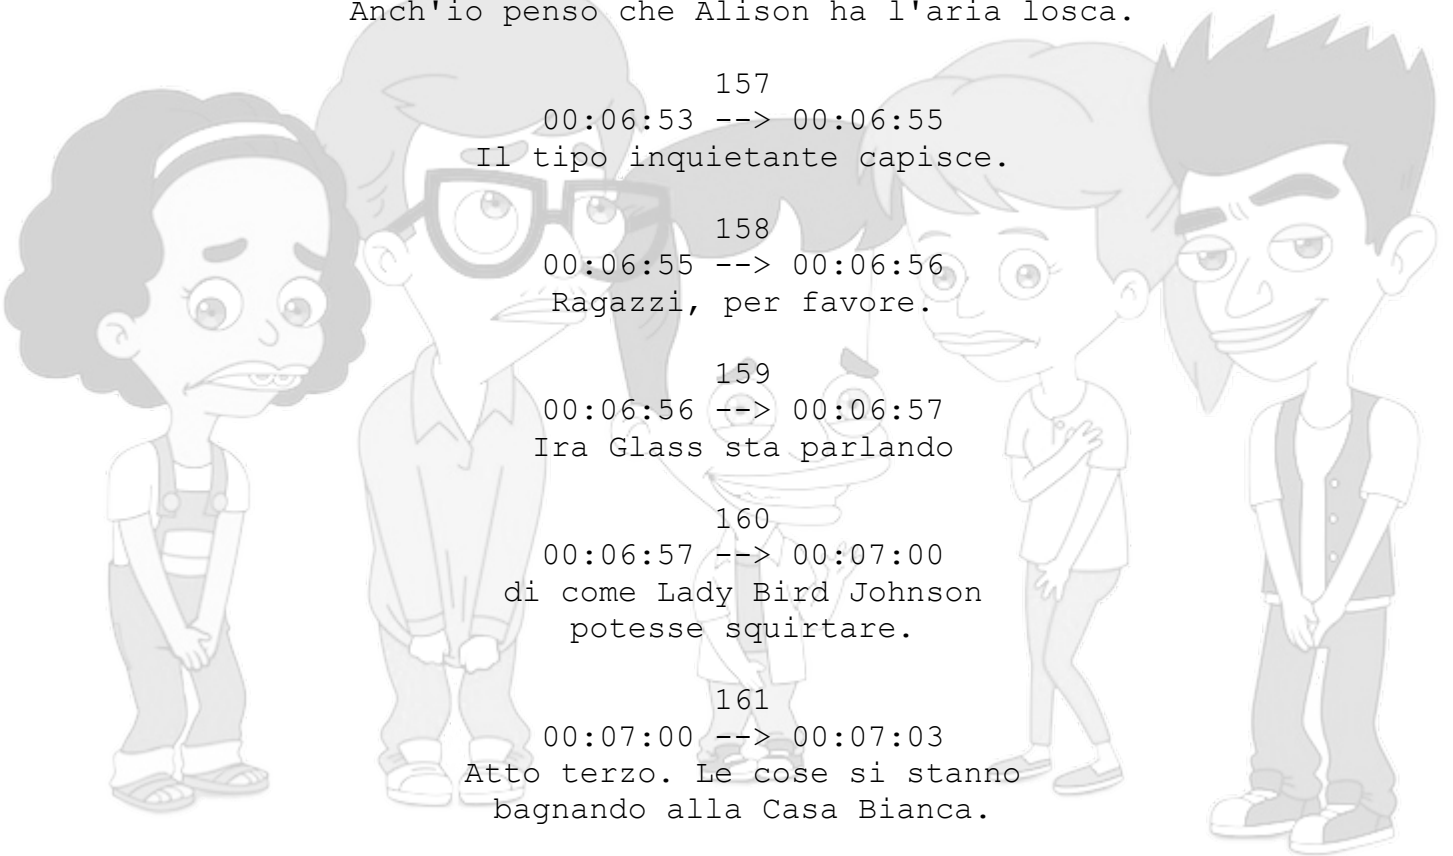 Anch'io penso che Alison ha l'aria losca.
157
00:06:53 --> 00:06:55
Il tipo inquietante capisce.
158
00:06:55 --> 00:06:56
Ragazzi, per favore.
159
00:06:56 --> 00:06:57
Ira Glass sta parlando
160
00:06:57 --> 00:07:00
di come Lady Bird Johnson
potesse squirtare.
161
00:07:00 --> 00:07:03
Atto terzo. Le cose si stanno
bagnando alla Casa Bianca.